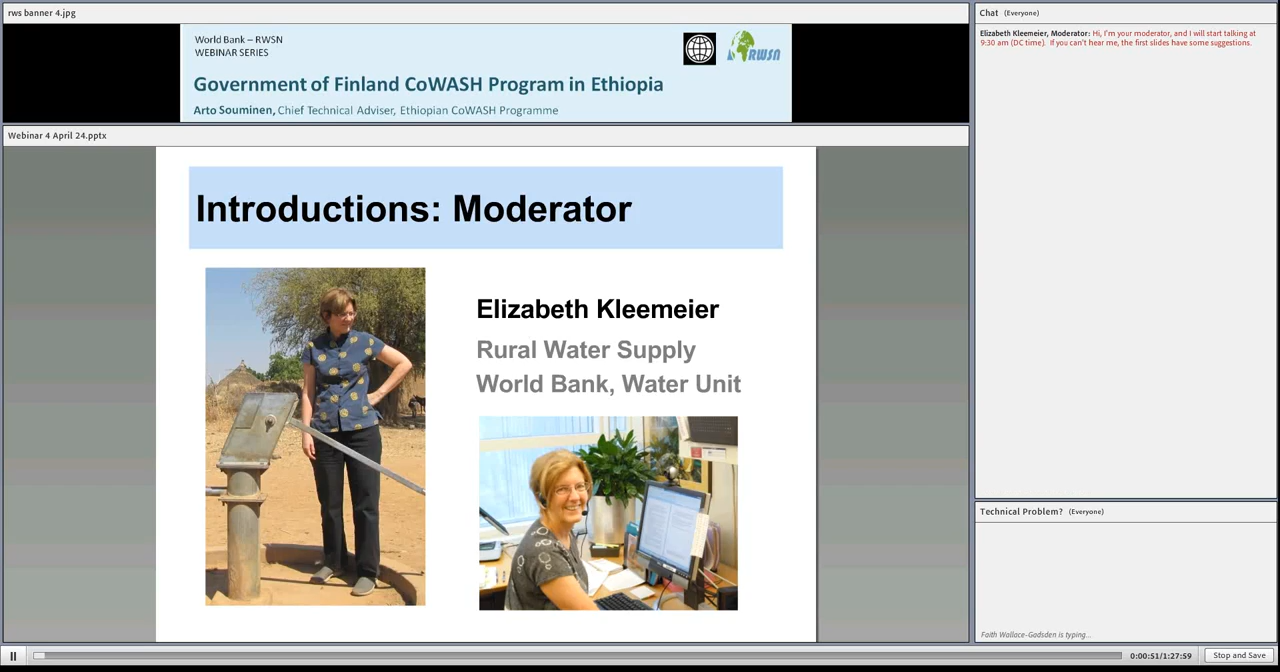 rws banner 4.jpg
World Bank – RWSN
WEBINAR SERIES
RWSN
Government of Finland CoWASH Program in Ethiopia
Arto Souminen, Chief Technical Adviser, Ethiopian CoWASH Programme
Webinar 4 April 24.pptx
Introductions: Moderator
Elizabeth Kleemeier
Rural Water Supply
World Bank, Water Unit
Chat (Everyone)
Elizabeth Kleemeier, Moderator: Hi, I'm your moderator, and I will start talking at
9:30 am (DC time). If you can't hear me, the first slides have some suggestions.
Technical Problem? (Everyone)
Faith Wallace-Gadsden is typing...
0:00:51/1:27:59
Stop and Save